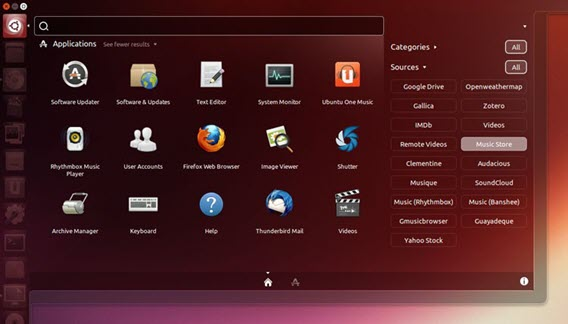 Applications See fewer results
Software Updater
Software & Updates
Text Editor
System Monitor
Ubuntu One Music
Rhythmbox Music
Player
User Accounts
Firefox Web Browser
Image Viewer
Shutter
Archive Manager
Keyboard
Help
Thunderbird Mail
Videos
Categories All
Sources All
Google Drive
Openweathermap
Gallica
Zotero
IMDb
Videos
Remote Videos
Music Store
Clementine
Audacious
Musique
SoundCloud
Music (Rhythmbox)
Music (Banshee)
Gmusicbrowser
Guayadeque
Yahoo Stock